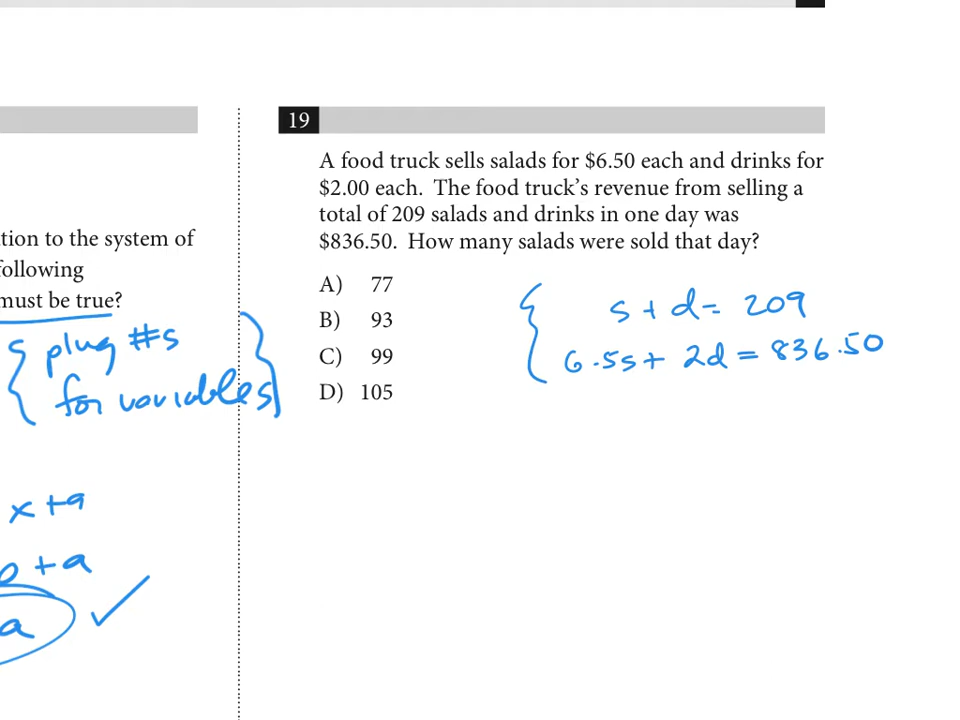 19
A food truck sells salads for $6.50 each and drinks for
$2.00 each. The food truck's revenue from selling a
total of 209 salads and drinks in one day was
$836.50. How many salads were sold that day?
A) 77
B) 93
C) 99
D) 105
s + d = 209
6.5s + 2d = 836.50
tion to the system of
following
must be true?
plug #s
for variables
x + a
+ a
a